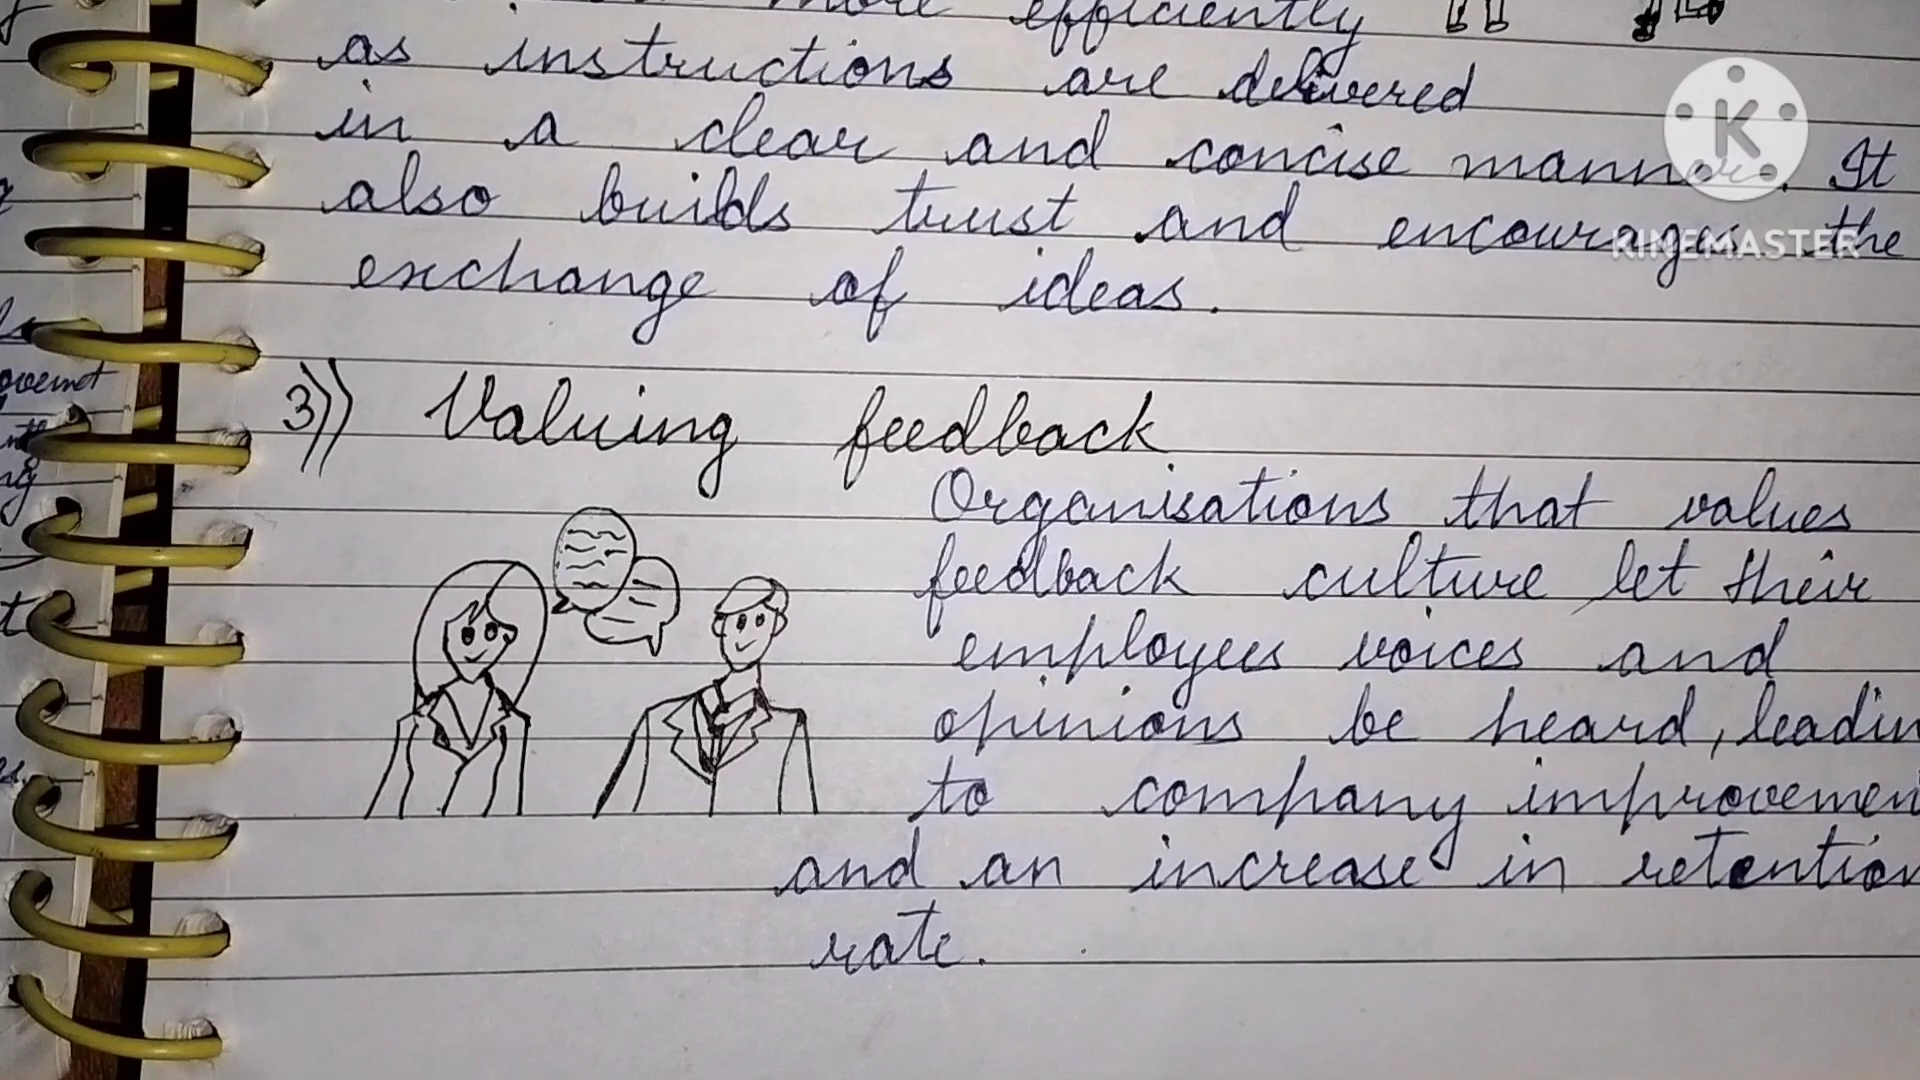 more efficiently
as instructions are delivered
in a clear and concise manner. It
also builds trust and encourages the
exchange of ideas.
3)) Valuing feedback
Organisations that values
feedback culture let their
employees voices and
opinions be heard, leadin
to company improvemen
and an increase in retention
rate.
K
KINEMASTER